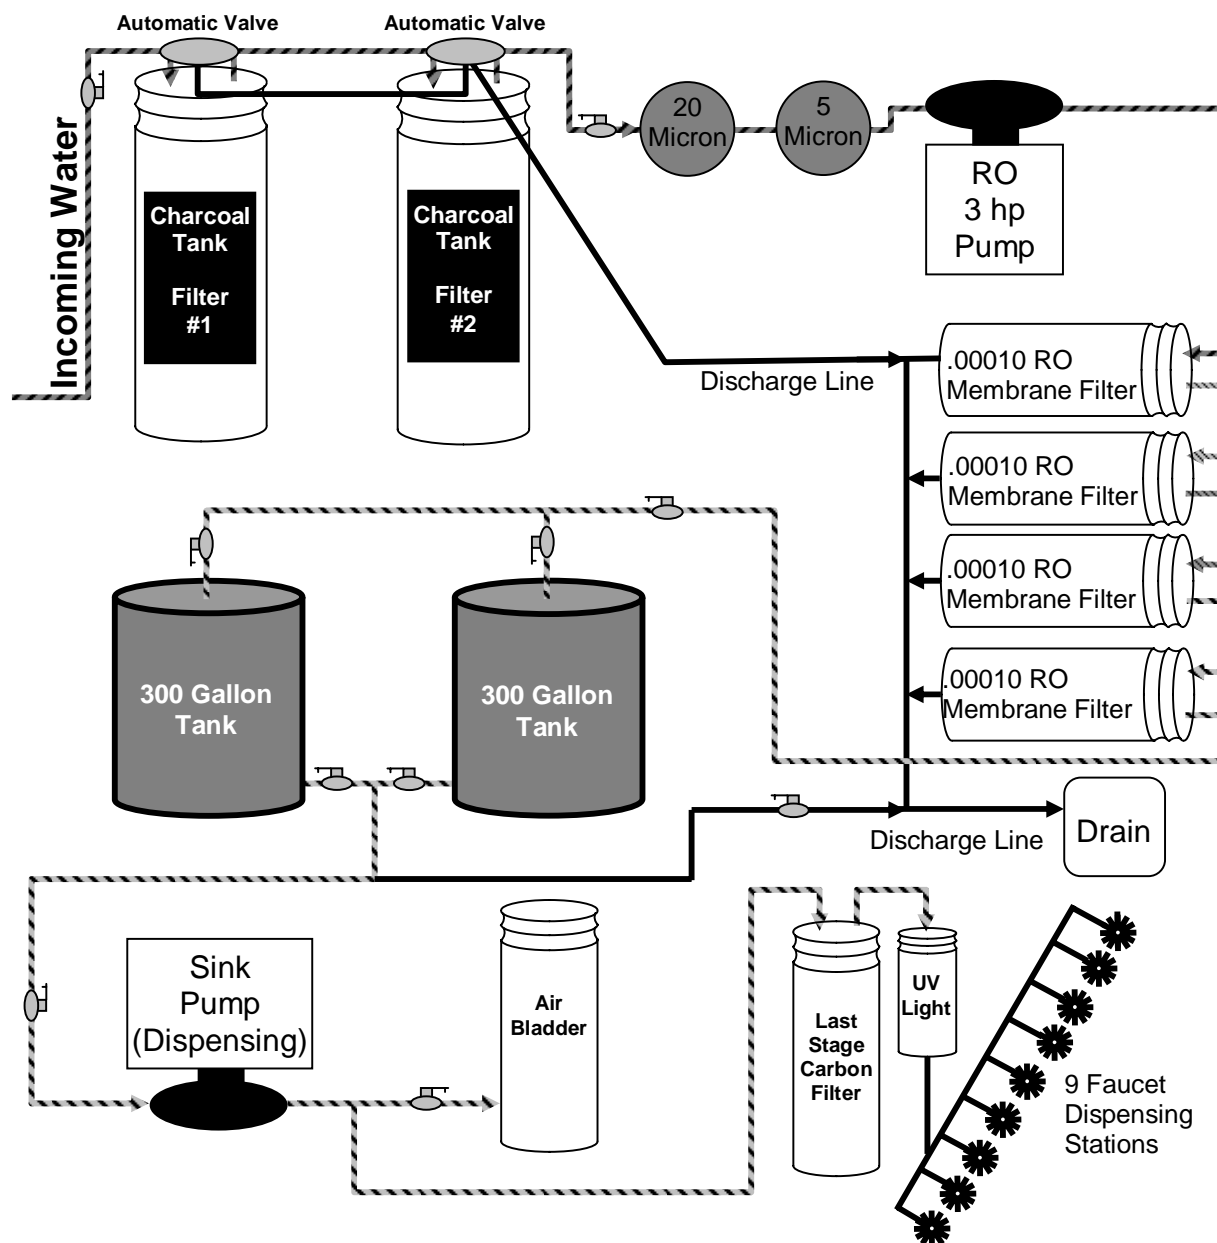 Automatic Valve
Automatic Valve
Incoming Water
20
Micron
5
Micron
RO
3 hp
Pump
Charcoal
Tank
Filter
#1
Charcoal
Tank
Filter
#2
Discharge Line
.00010 RO
Membrane Filter
.00010 RO
Membrane Filter
.00010 RO
Membrane Filter
.00010 RO
Membrane Filter
300 Gallon
Tank
300 Gallon
Tank
Discharge Line
Drain
Sink
Pump
(Dispensing)
Air
Bladder
Last
Stage
Carbon
Filter
UV
Light
9 Faucet
Dispensing
Stations